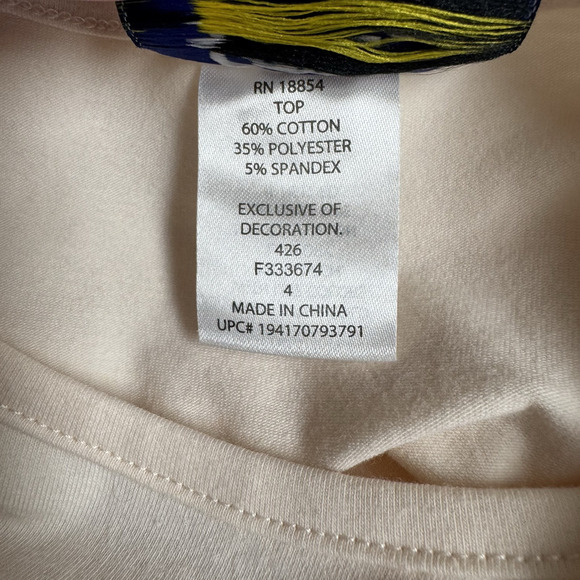 RN 18854
TOP
60% COTTON
35% POLYESTER
5% SPANDEX
EXCLUSIVE OF
DECORATION.
426
F333674
4
MADE IN CHINA
UPC# 194170793791